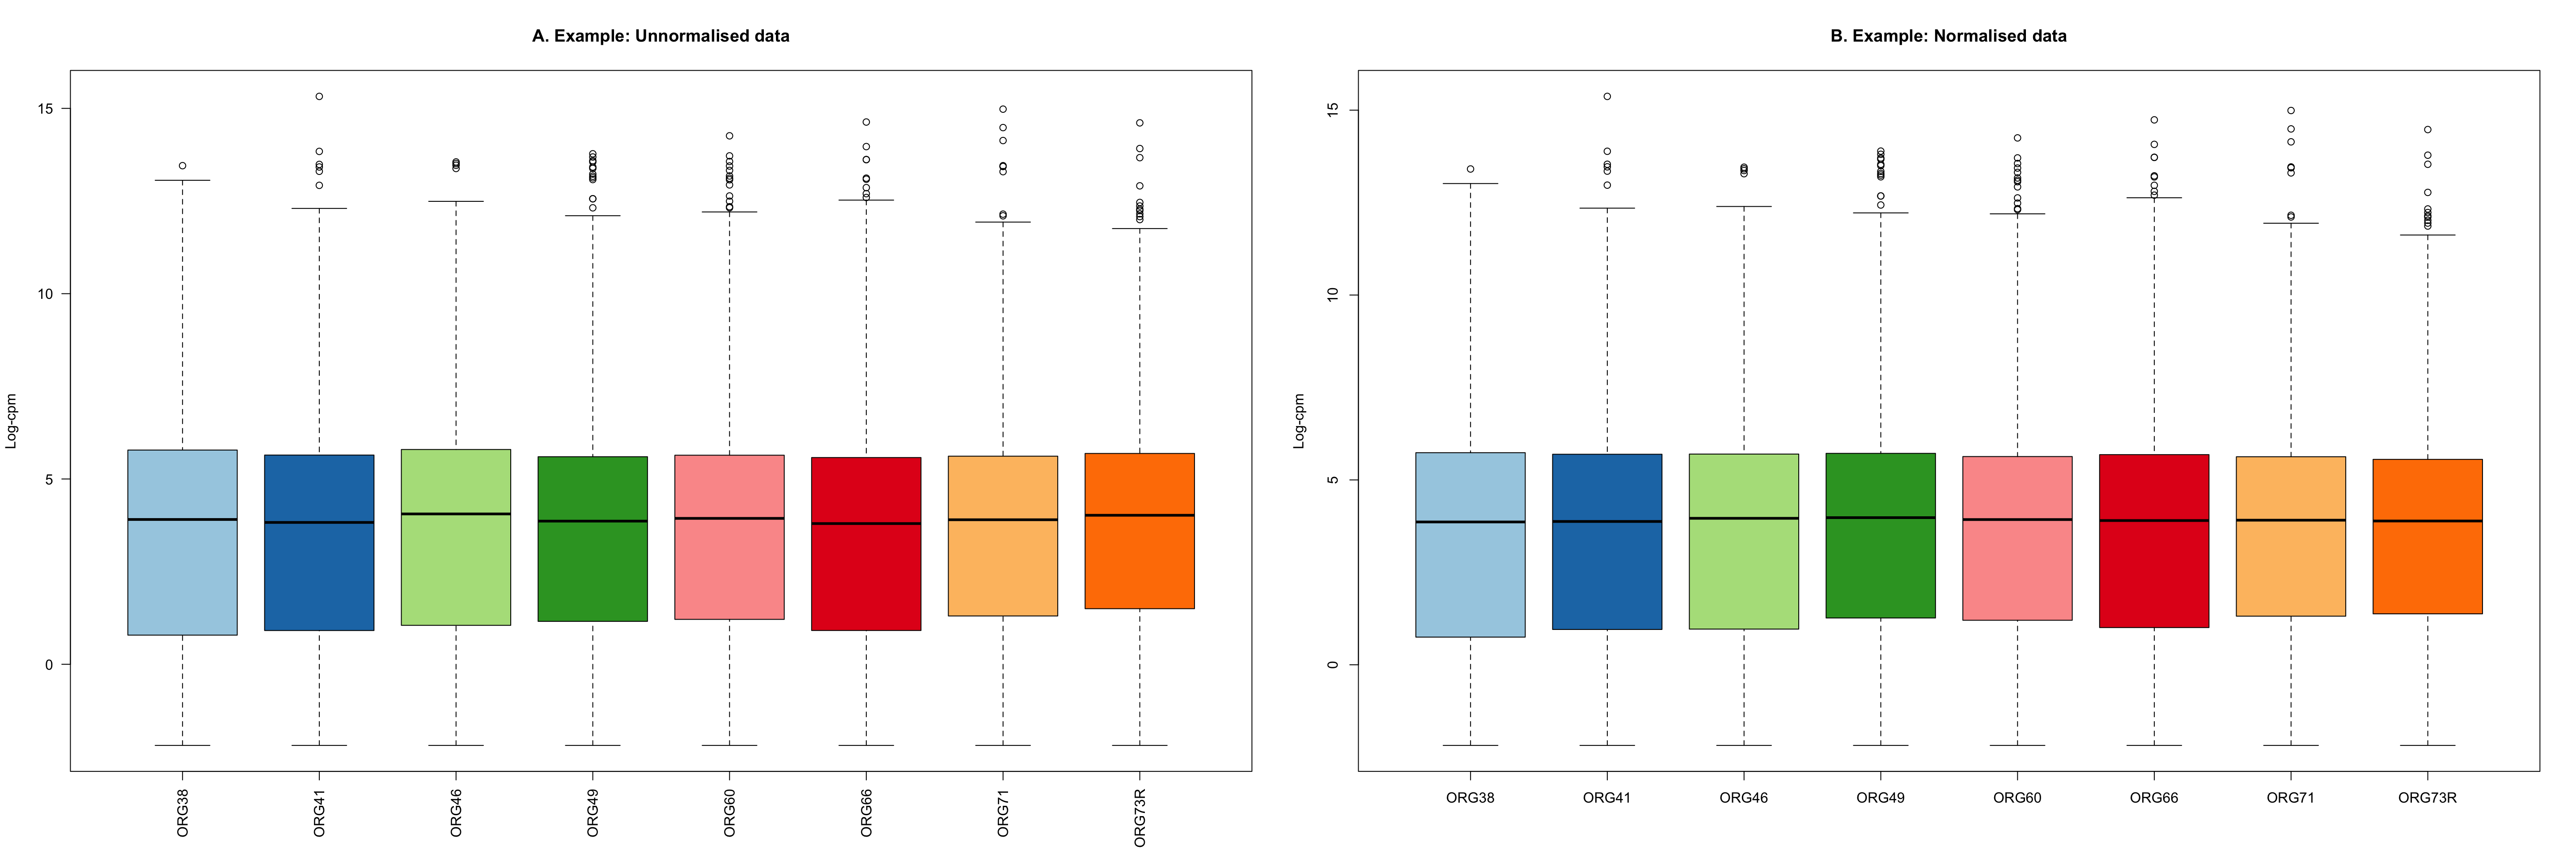 A. Example: Unnormalised data
Log-cpm
15
10
5
0
ORG38
ORG41
ORG46
ORG49
ORG60
ORG66
ORG71
ORG73R
B. Example: Normalised data
Log-cpm
15
10
5
0
ORG38
ORG41
ORG46
ORG49
ORG60
ORG66
ORG71
ORG73R